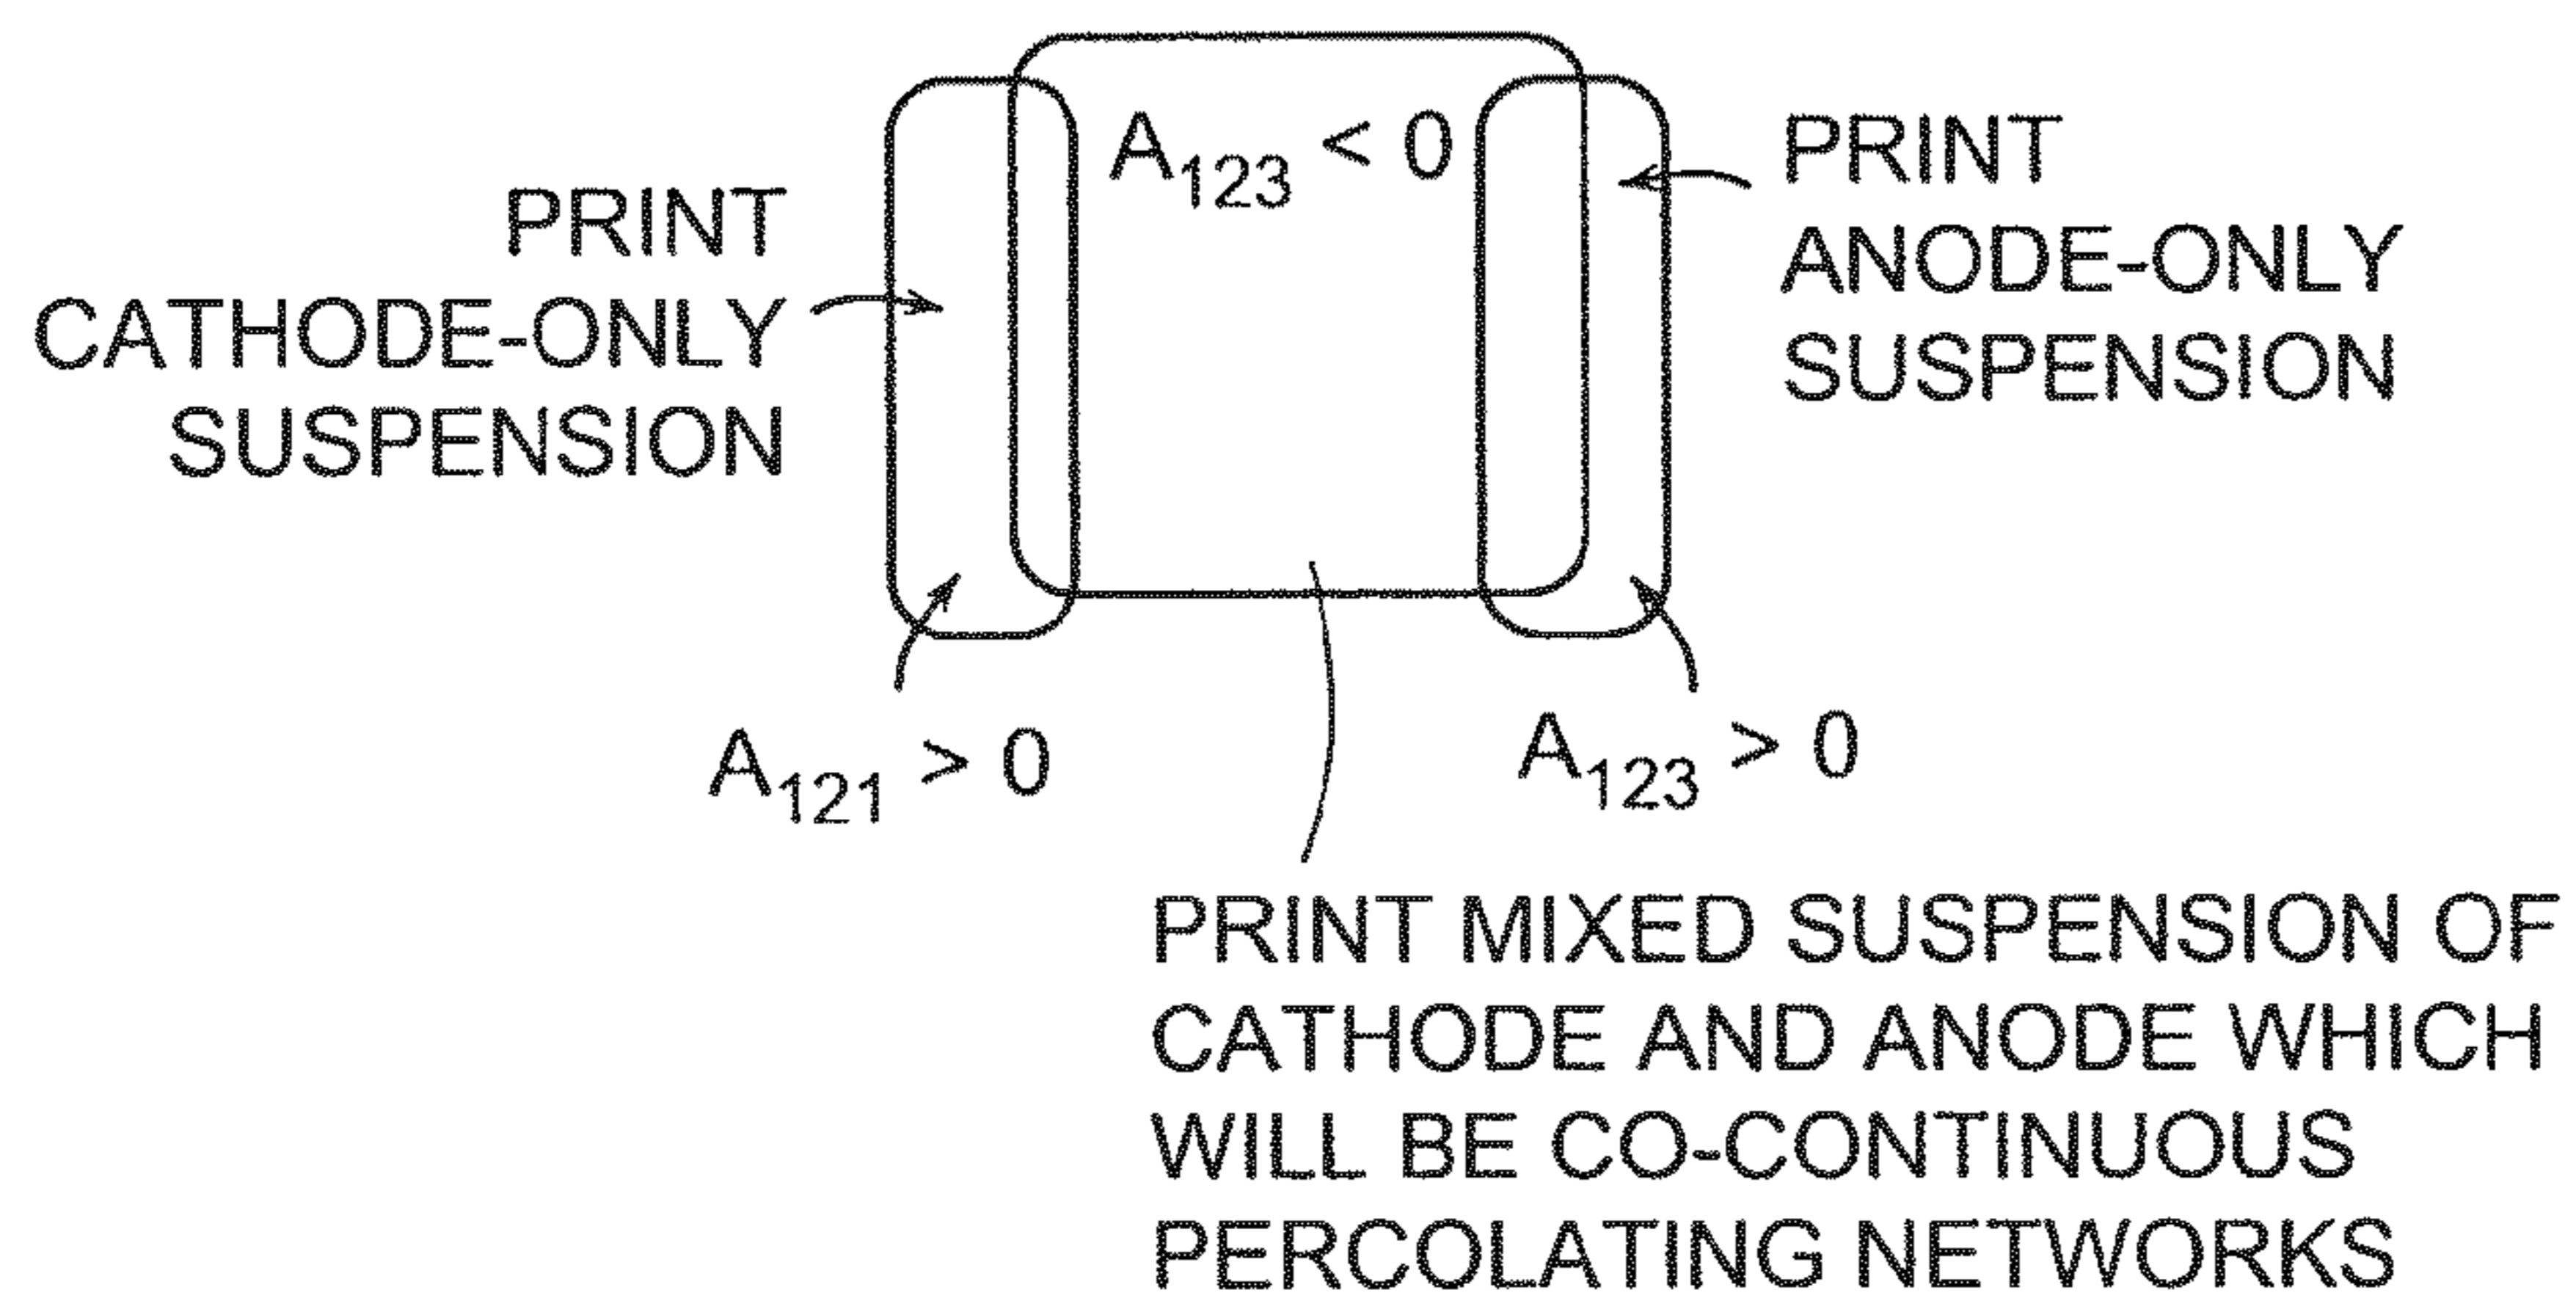 PRINT
CATHODE-ONLY
SUSPENSION
A₁₂₃ < 0
PRINT
ANODE-ONLY
SUSPENSION
A₁₂₁ > 0
A₁₂₃ > 0
PRINT MIXED SUSPENSION OF
CATHODE AND ANODE WHICH
WILL BE CO-CONTINUOUS
PERCOLATING NETWORKS